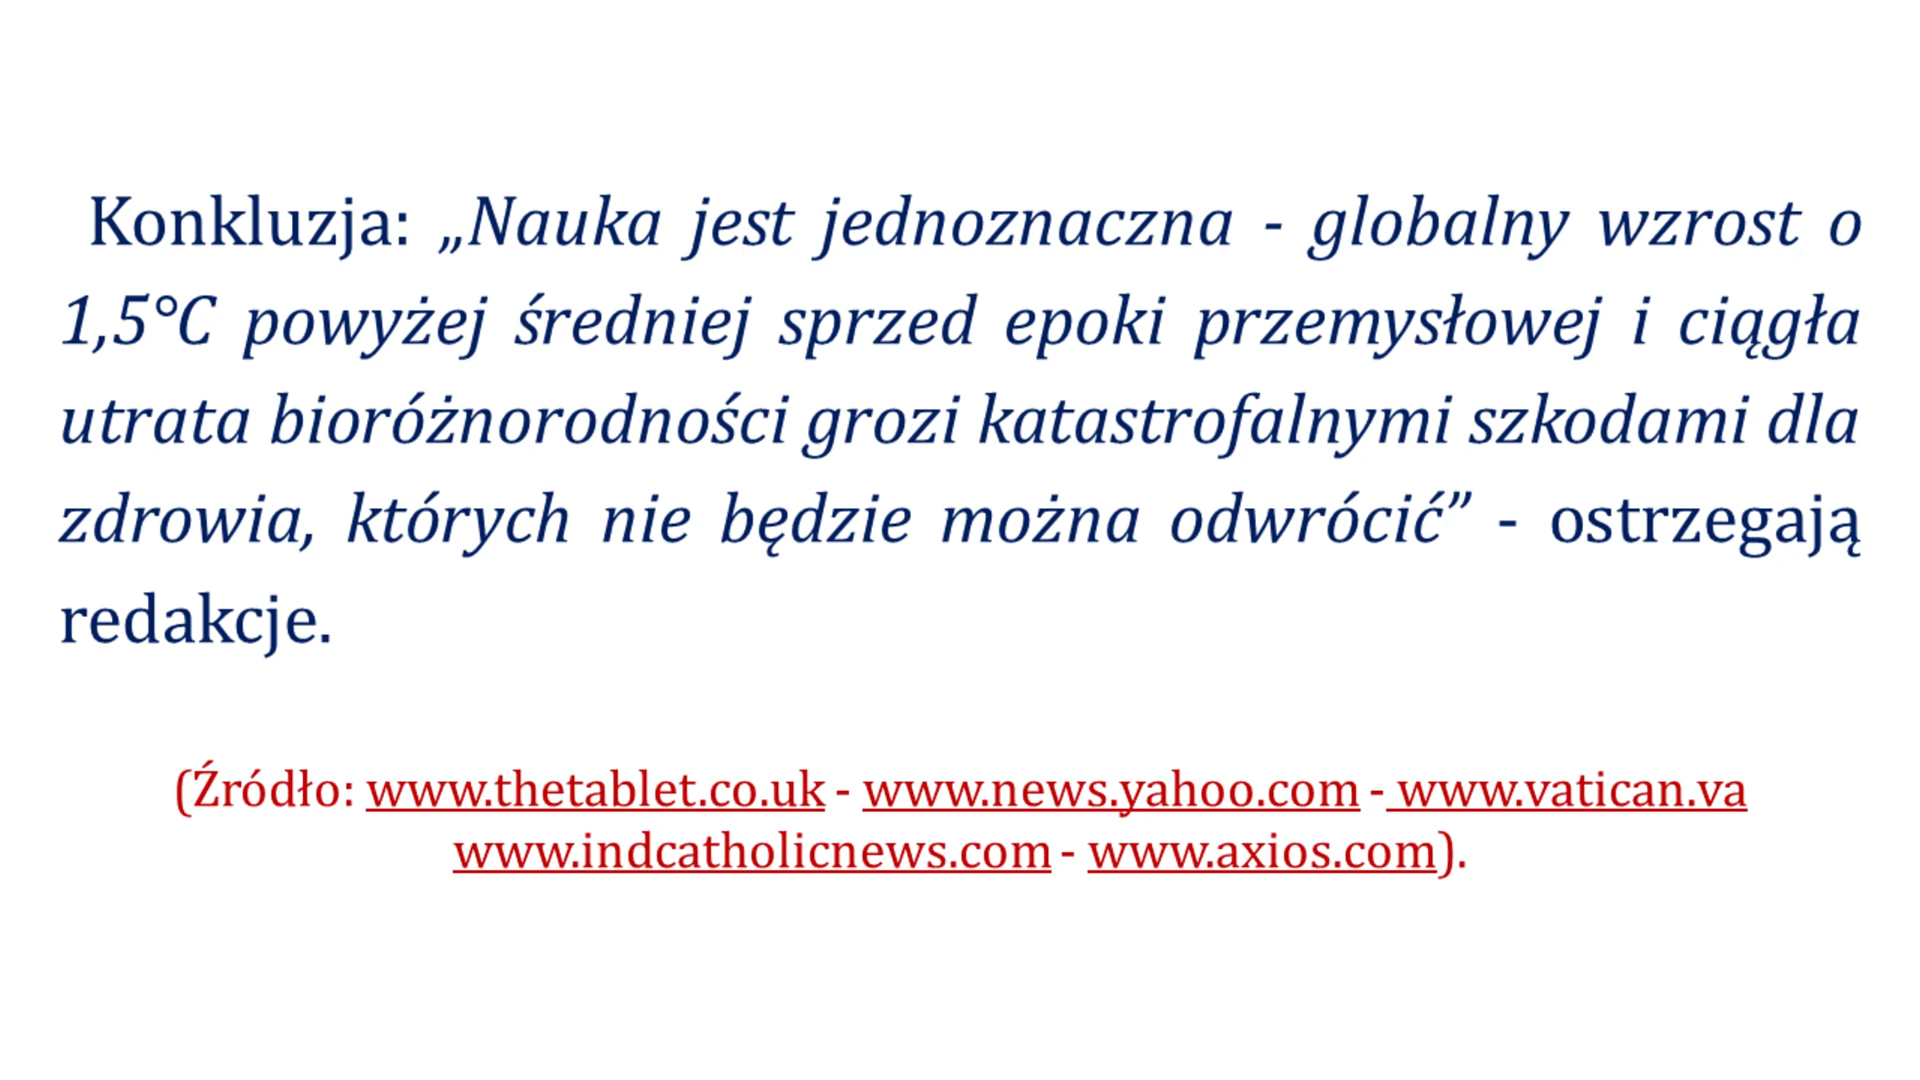 Konkluzja: „Nauka jest jednoznaczna - globalny wzrost o
1,5°C powyżej średniej sprzed epoki przemysłowej i ciągła
utrata bioróżnorodności grozi katastrofalnymi szkodami dla
zdrowia, których nie będzie można odwrócić” - ostrzegają
redakcje.
(Źródło: www.thetablet.co.uk - www.news.yahoo.com - www.vatican.va
www.indcatholicnews.com - www.axios.com).